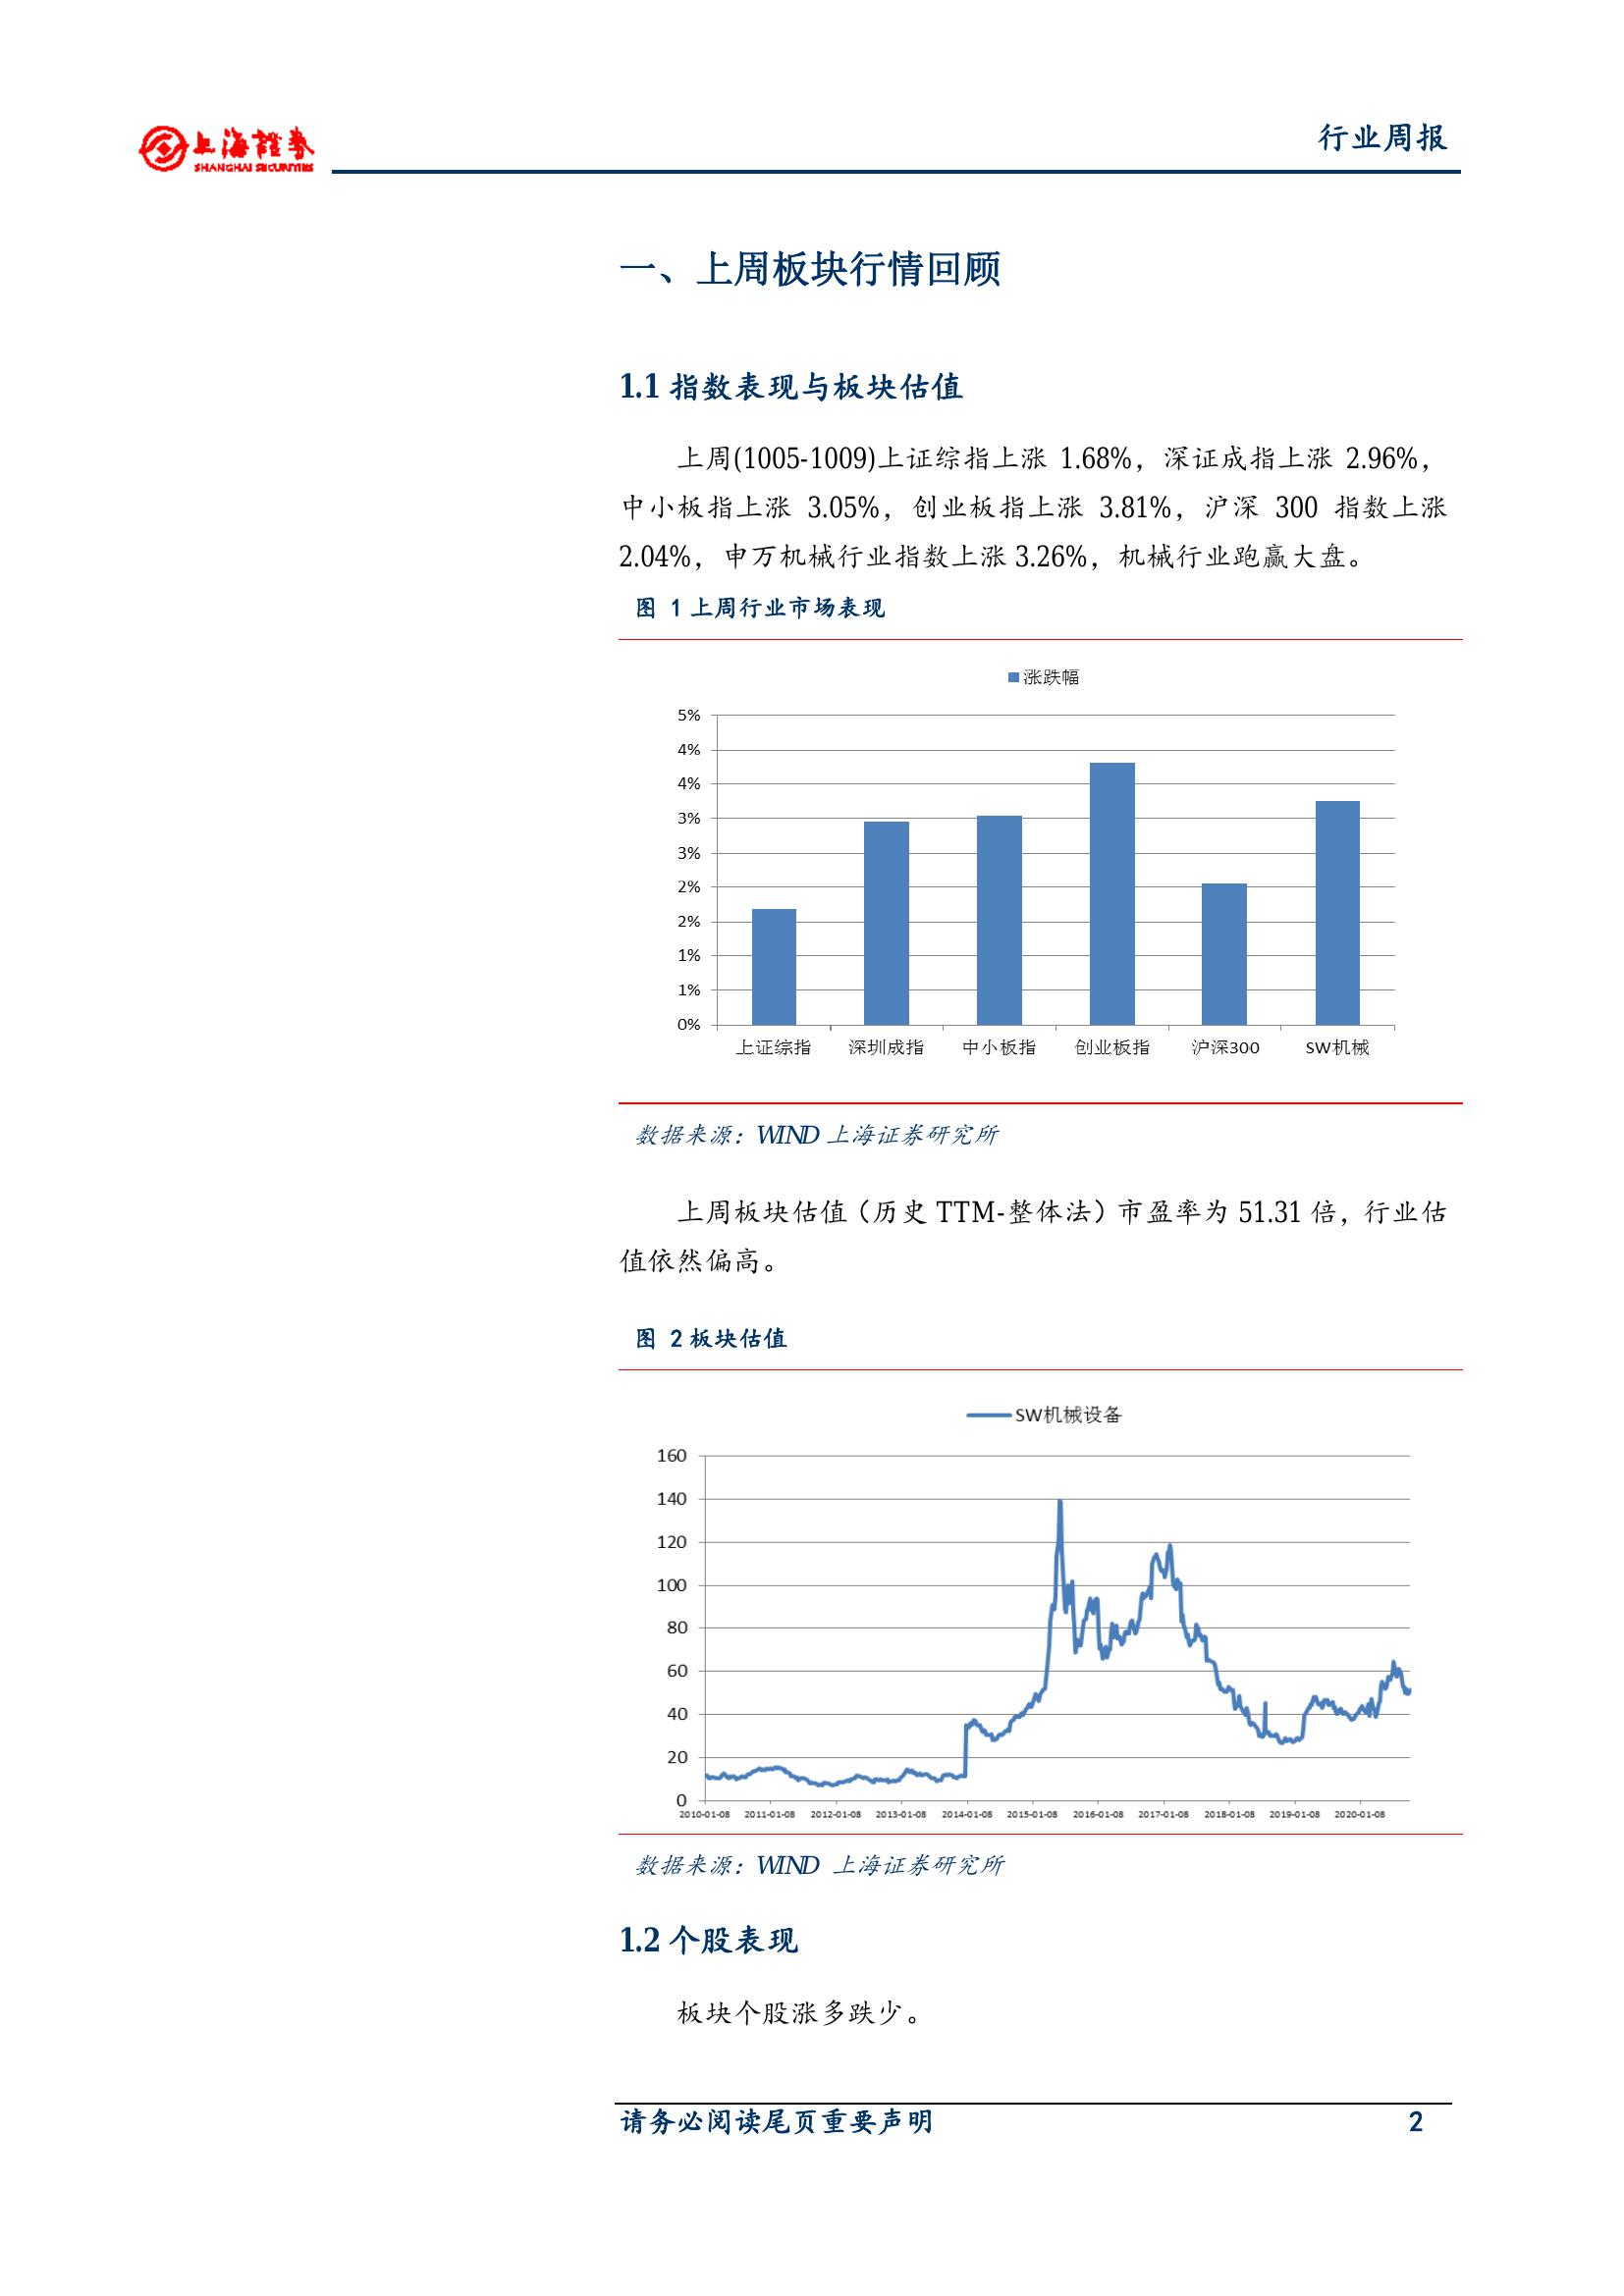 上海證券
SHANGHAI SECURITIES
行业周报
一、上周板块行情回顾
1.1 指数表现与板块估值
上周(1005-1009)上证综指上涨 1.68%，深证成指上涨 2.96%，
中小板指上涨 3.05%，创业板指上涨 3.81%，沪深 300 指数上涨
2.04%，申万机械行业指数上涨 3.26%，机械行业跑赢大盘。
图 1 上周行业市场表现
涨跌幅
5%
4%
4%
3%
3%
2%
2%
1%
1%
0%
上证综指 深圳成指 中小板指 创业板指 沪深300 SW机械
数据来源：WIND 上海证券研究所
上周板块估值（历史 TTM-整体法）市盈率为 51.31 倍，行业估
值依然偏高。
图 2 板块估值
SW机械设备
160
140
120
100
80
60
40
20
0
2010-01-08 2011-01-08 2012-01-08 2013-01-08 2014-01-08 2015-01-08 2016-01-08 2017-01-08 2018-01-08 2019-01-08 2020-01-08
数据来源：WIND 上海证券研究所
1.2 个股表现
板块个股涨多跌少。
请务必阅读尾页重要声明 2